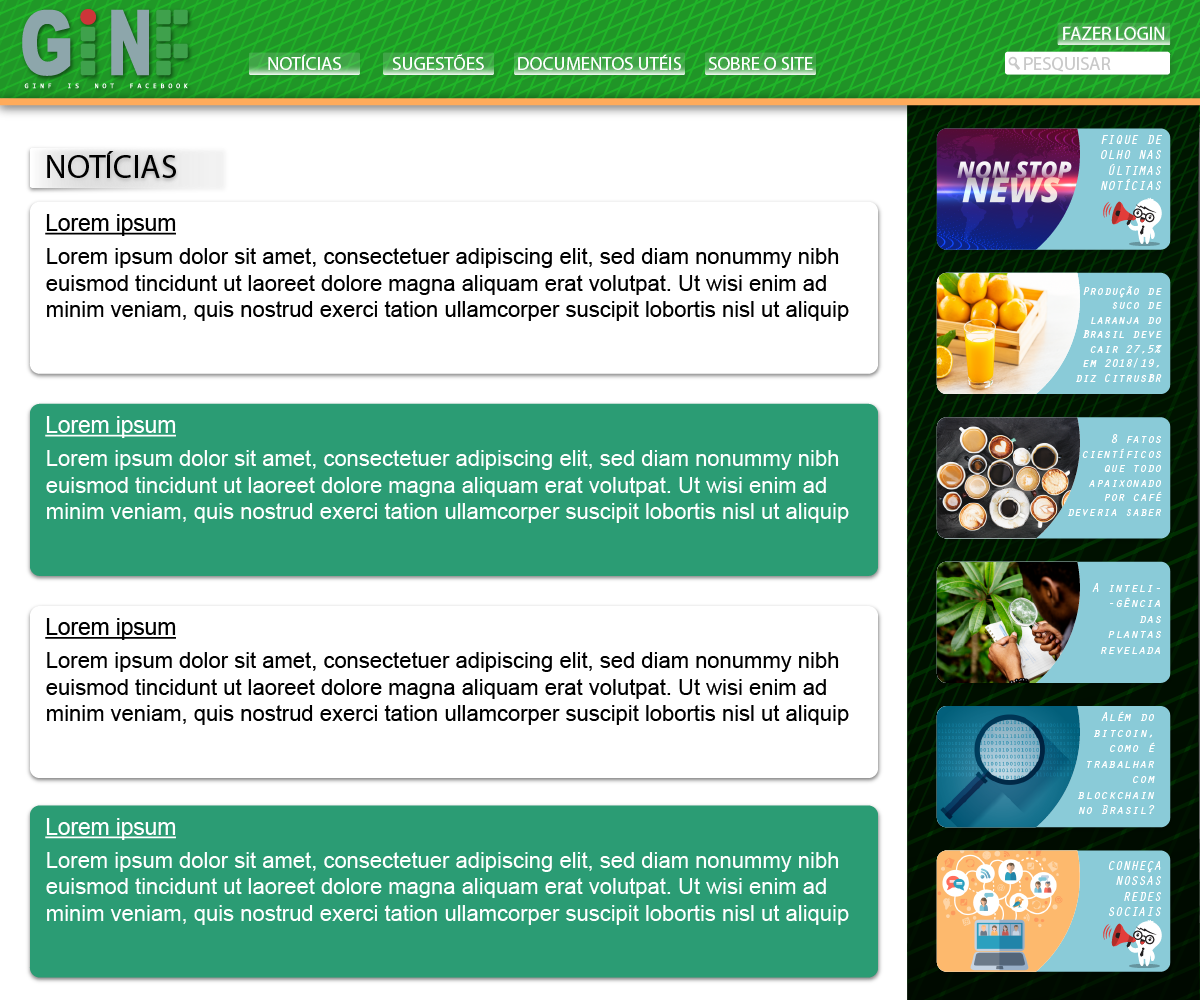 GINF
GINF IS NOT FACEBOOK
FAZER LOGIN
NOTÍCIAS
SUGESTÕES
DOCUMENTOS UTÉIS
SOBRE O SITE
PESQUISAR
NOTÍCIAS
Lorem ipsum
Lorem ipsum dolor sit amet, consectetuer adipiscing elit, sed diam nonummy nibh
euismod tincidunt ut laoreet dolore magna aliquam erat volutpat. Ut wisi enim ad
minim veniam, quis nostrud exerci tation ullamcorper suscipit lobortis nisl ut aliquip
Lorem ipsum
Lorem ipsum dolor sit amet, consectetuer adipiscing elit, sed diam nonummy nibh
euismod tincidunt ut laoreet dolore magna aliquam erat volutpat. Ut wisi enim ad
minim veniam, quis nostrud exerci tation ullamcorper suscipit lobortis nisl ut aliquip
Lorem ipsum
Lorem ipsum dolor sit amet, consectetuer adipiscing elit, sed diam nonummy nibh
euismod tincidunt ut laoreet dolore magna aliquam erat volutpat. Ut wisi enim ad
minim veniam, quis nostrud exerci tation ullamcorper suscipit lobortis nisl ut aliquip
Lorem ipsum
Lorem ipsum dolor sit amet, consectetuer adipiscing elit, sed diam nonummy nibh
euismod tincidunt ut laoreet dolore magna aliquam erat volutpat. Ut wisi enim ad
minim veniam, quis nostrud exerci tation ullamcorper suscipit lobortis nisl ut aliquip
NON STOP
NEWS
FIQUE DE
OLHO NAS
ÚLTIMAS
NOTÍCIAS
PRODUÇÃO DE
SUCO DE
LARANJA DO
BRASIL DEVE
CAIR 27,5%
EM 2018/19,
DIZ CITRUSBR
8 FATOS
CIENTÍFICOS
QUE TODO
APAIXONADO
POR CAFÉ
DEVERIA SABER
A INTELI-
-GÊNCIA
DAS
PLANTAS
REVELADA
ALÉM DO
BITCOIN,
COMO É
TRABALHAR
COM
BLOCKCHAIN
NO BRASIL?
CONHEÇA
NOSSAS
REDES
SOCIAIS